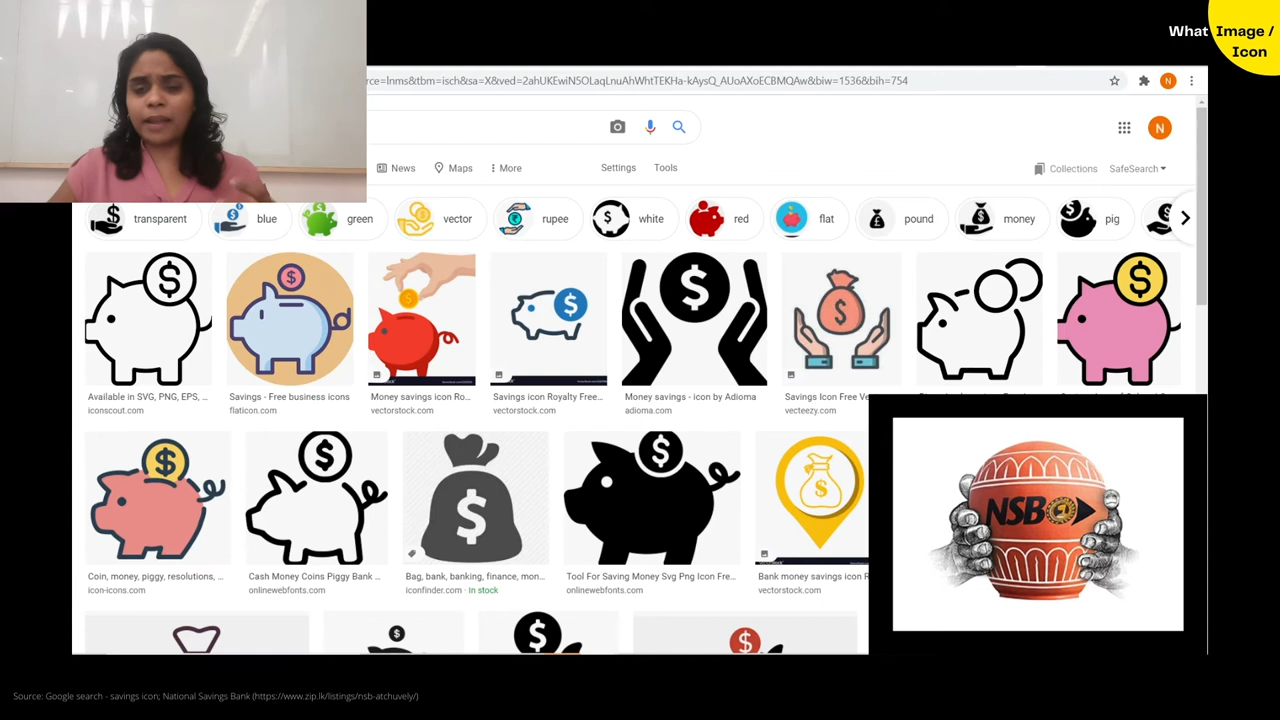 What Image /
Icon
rce=lnms&tbm=isch&sa=X&ved=2ahUKEwiN5OLaqLnuAhWhtTEKHa-kAysQ_AUoAXoECBMQAw&biw=1536&bih=754
N
N
News Maps More Settings Tools Collections SafeSearch
transparent blue green vector rupee white red flat pound money pig
Available in SVG, PNG, EPS, ...
iconscout.com
Savings - Free business icons
flaticon.com
Money savings icon Ro...
vectorstock.com
Savings icon Royalty Free...
vectorstock.com
Money savings - icon by Adioma
adioma.com
Savings Icon Free Ve
vecteezy.com
Coin, money, piggy, resolutions, ...
icon-icons.com
Cash Money Coins Piggy Bank ...
onlinewebfonts.com
Bag, bank, banking, finance, mon...
iconfinder.com · In stock
Tool For Saving Money Svg Png Icon Fre...
onlinewebfonts.com
Bank money savings icon R
vectorstock.com
NSB
Source: Google search - savings icon; National Savings Bank (https://www.zip.lk/listings/nsb-atchuvely/)